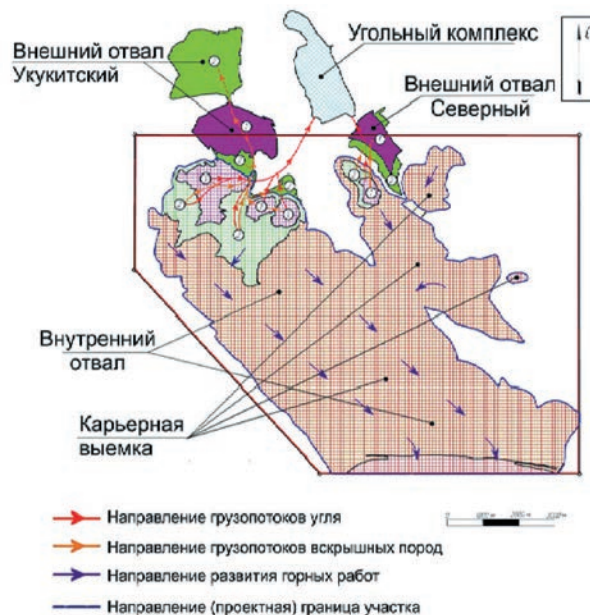 Внешний отвал
Укукитский
Угольный комплекс
Внешний отвал
Северный
Внутренний
отвал
Карьерная
выемка
Направление грузопотоков угля
Направление грузопотоков вскрышных пород
Направление развития горных работ
Направление (проектная) граница участка